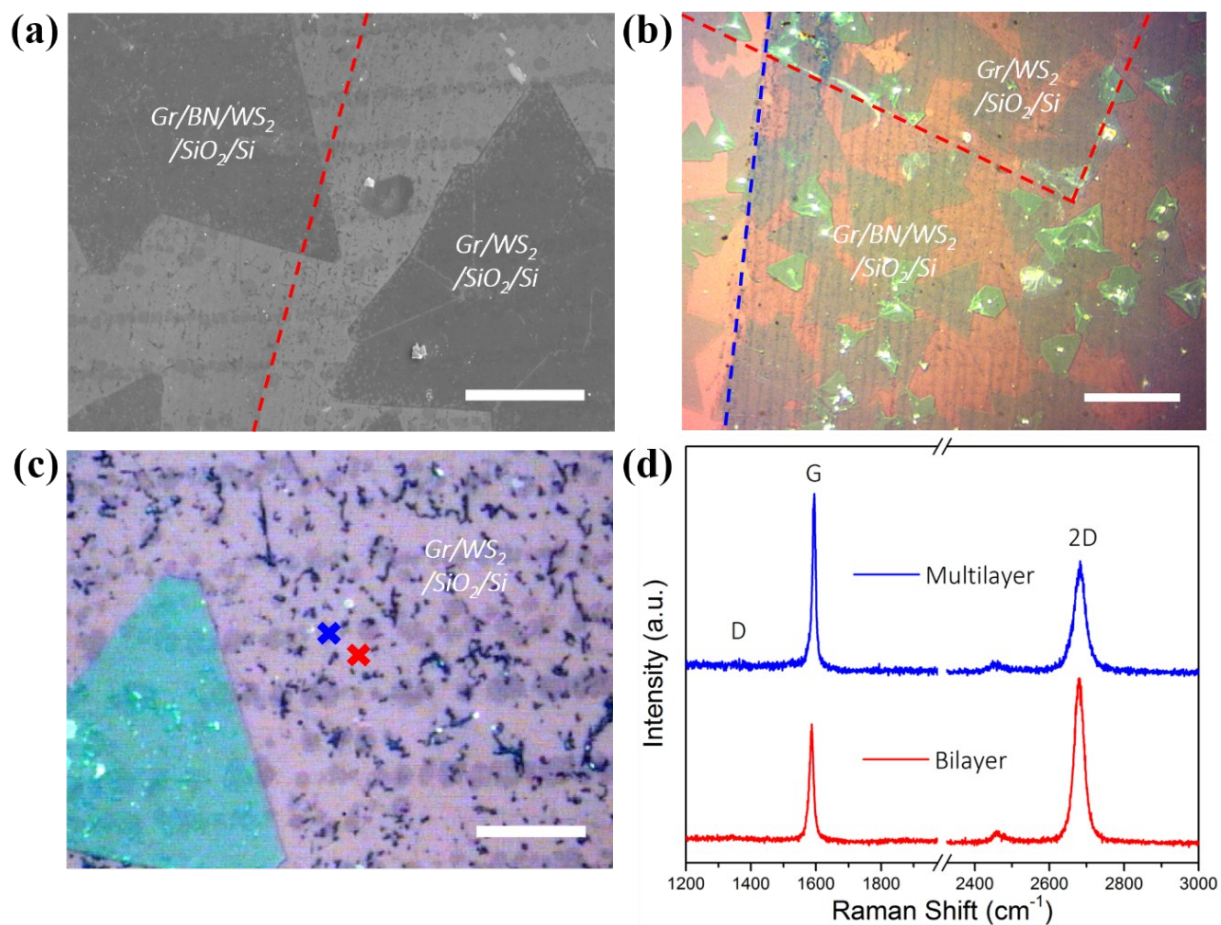 (a)
Gr/BN/WS₂
/SiO₂/Si
Gr/WS₂
/SiO₂/Si
(b)
Gr/WS₂
/SiO₂/Si
Gr/BN/WS₂
/SiO₂/Si
(c)
Gr/WS₂
/SiO₂/Si
(d)
G
2D
Multilayer
D
Bilayer
Intensity (a.u.)
1200 1400 1600 1800 2400 2600 2800 3000
Raman Shift (cm⁻¹)